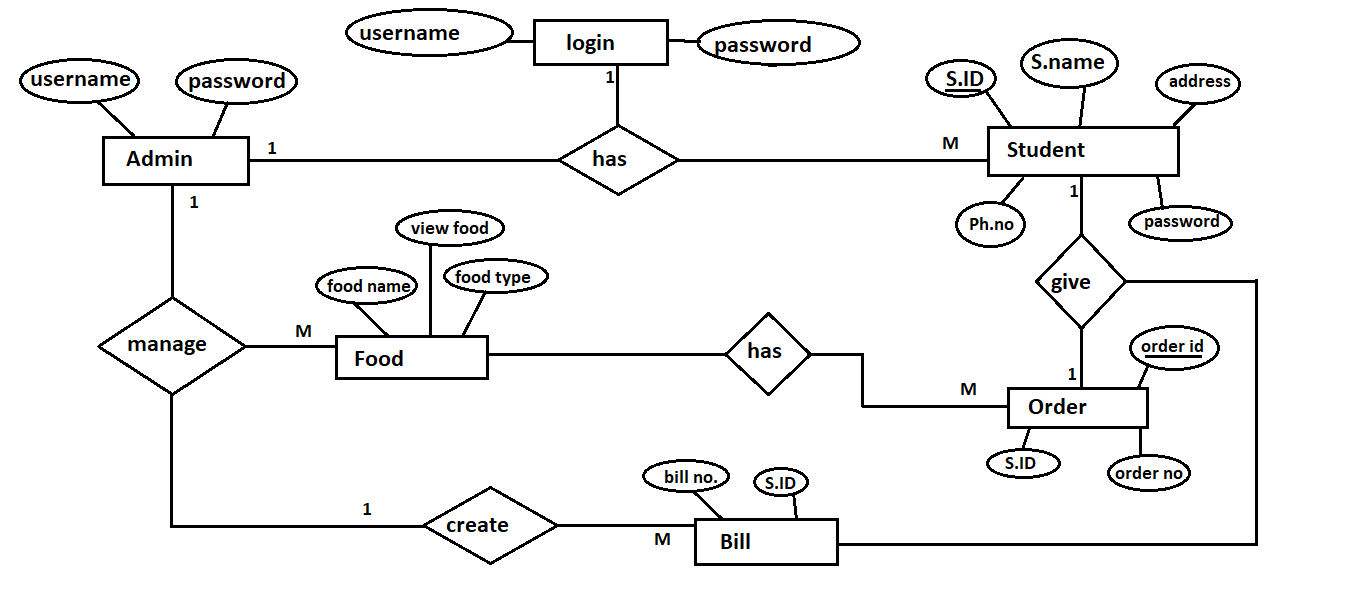 username
login
password
username
password
S.ID
S.name
address
1
Admin
1
has
M
Student
1
1
Ph.no
password
view food
food name
food type
give
manage
M
Food
has
order id
1
M
Order
S.ID
order no
bill no.
S.ID
1
create
M
Bill